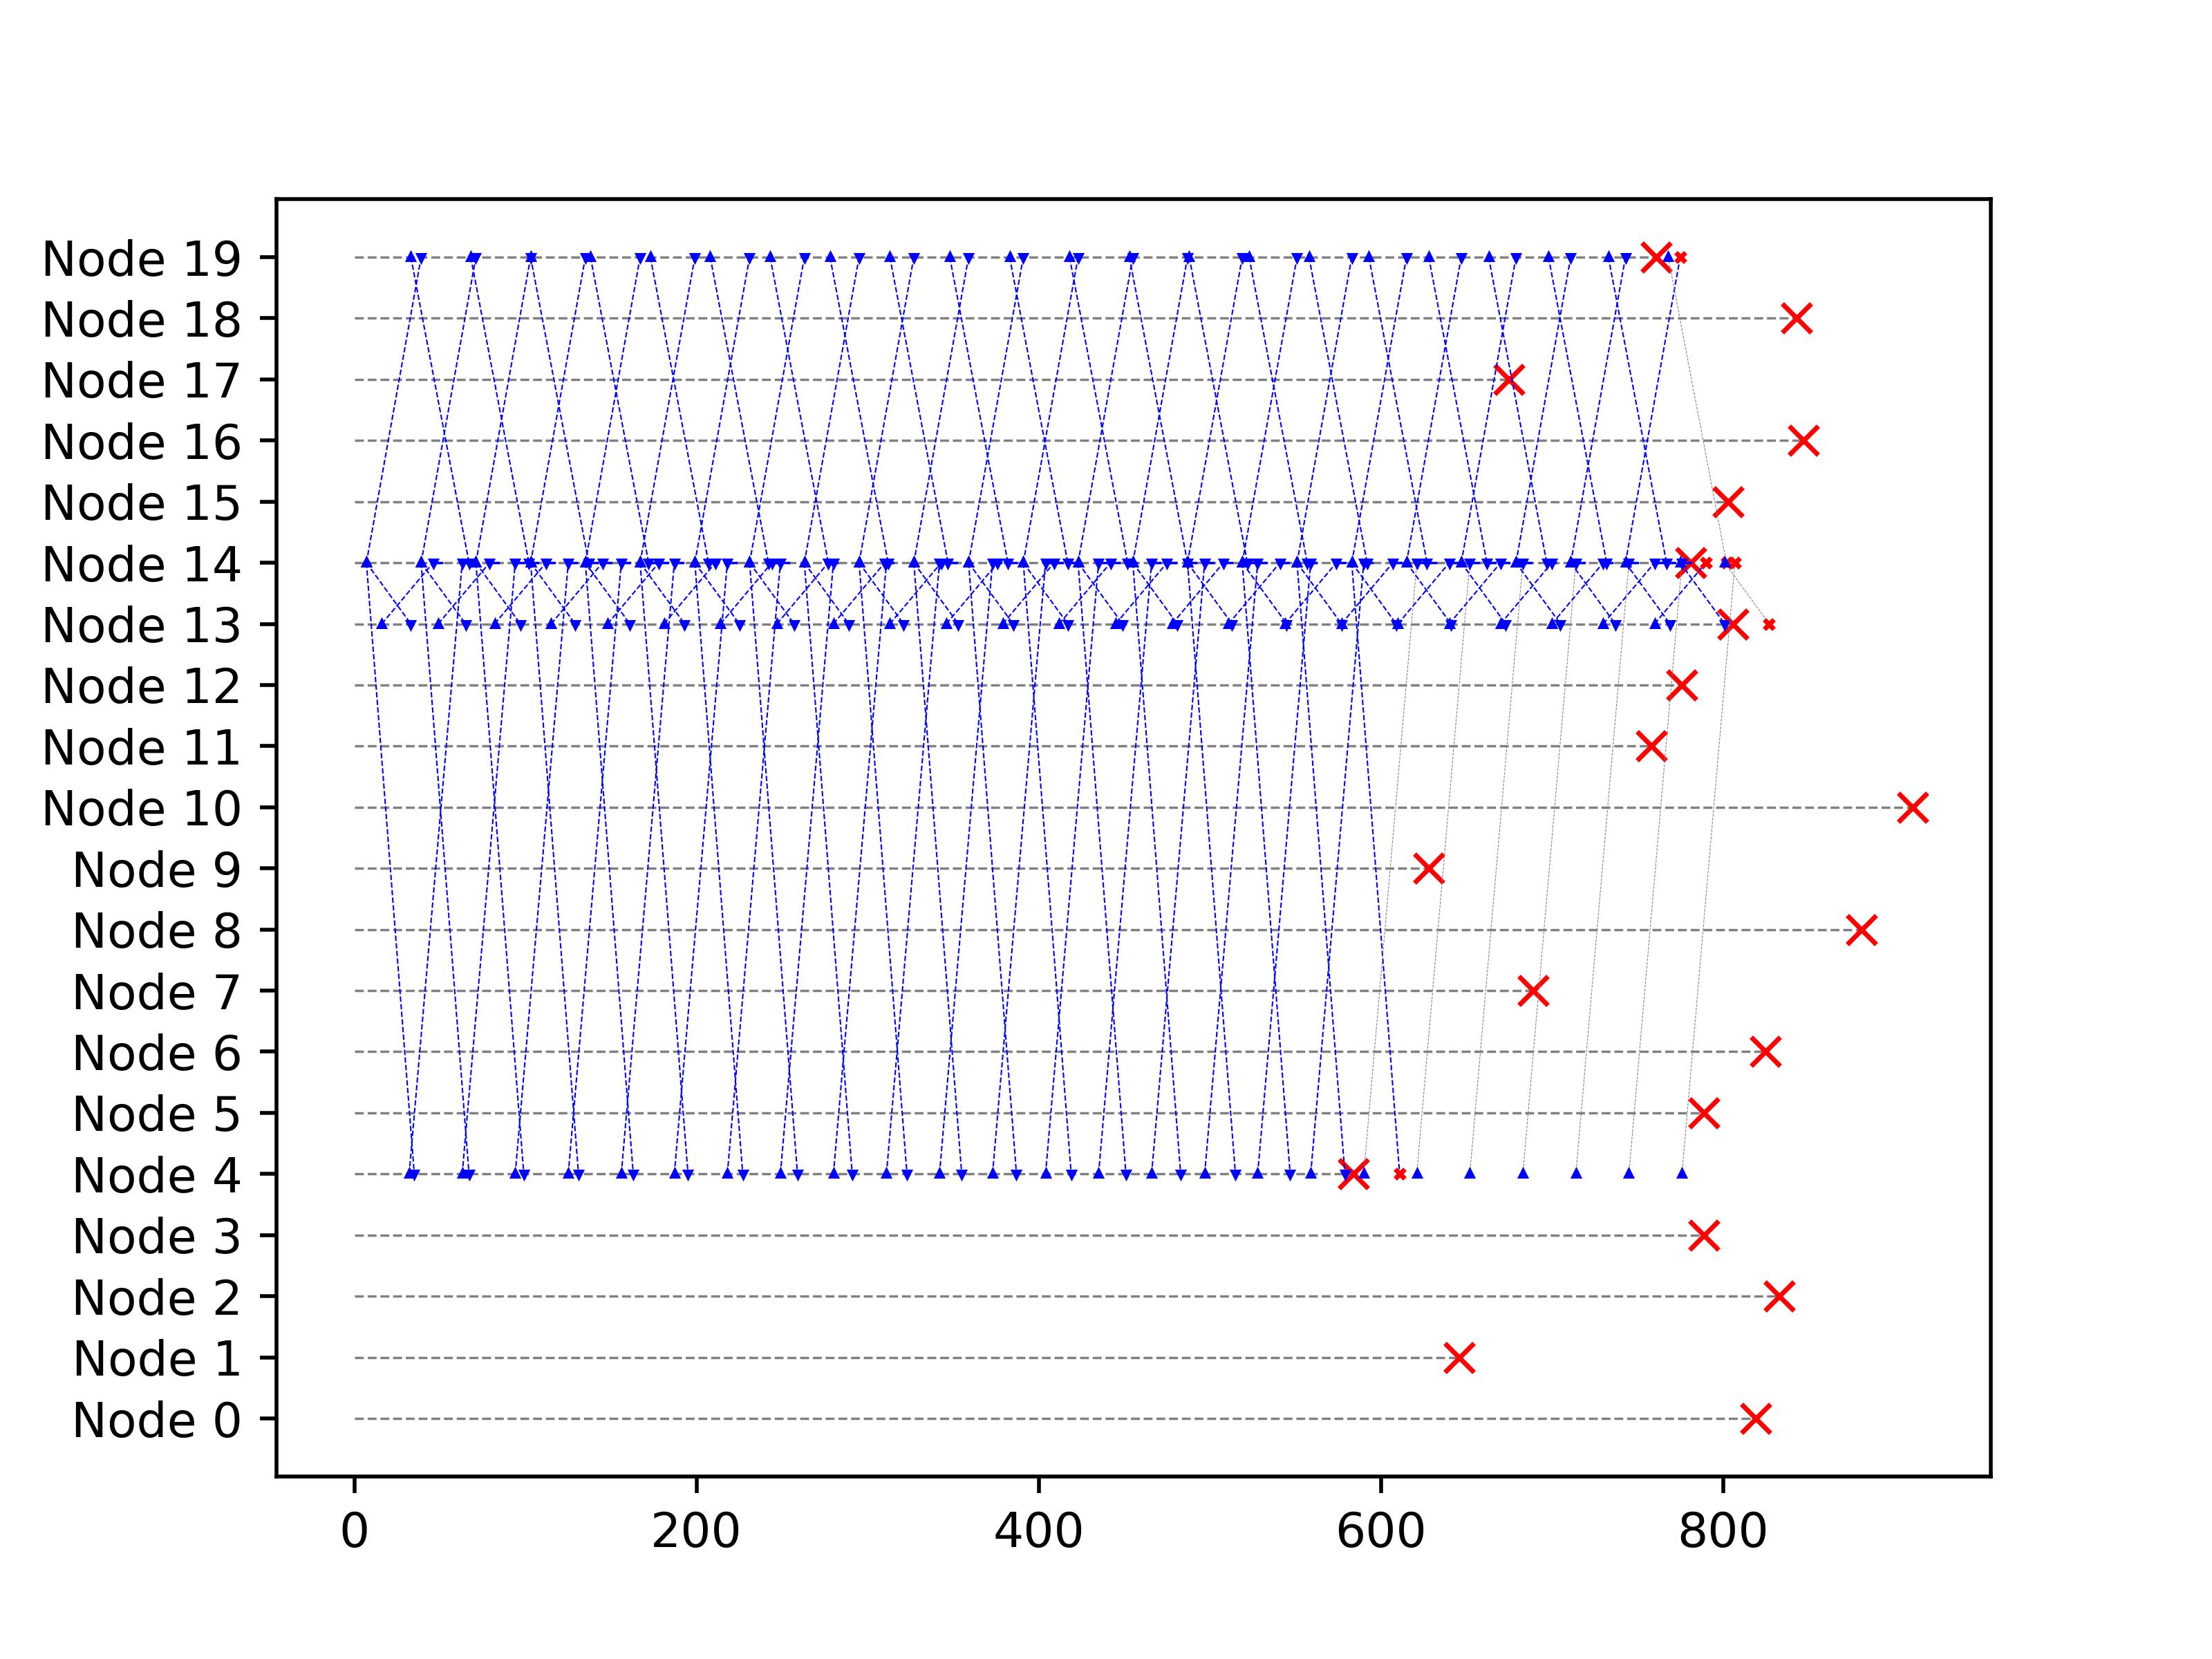 Node 19
Node 18
Node 17
Node 16
Node 15
Node 14
Node 13
Node 12
Node 11
Node 10
Node 9
Node 8
Node 7
Node 6
Node 5
Node 4
Node 3
Node 2
Node 1
Node 0
0 200 400 600 800